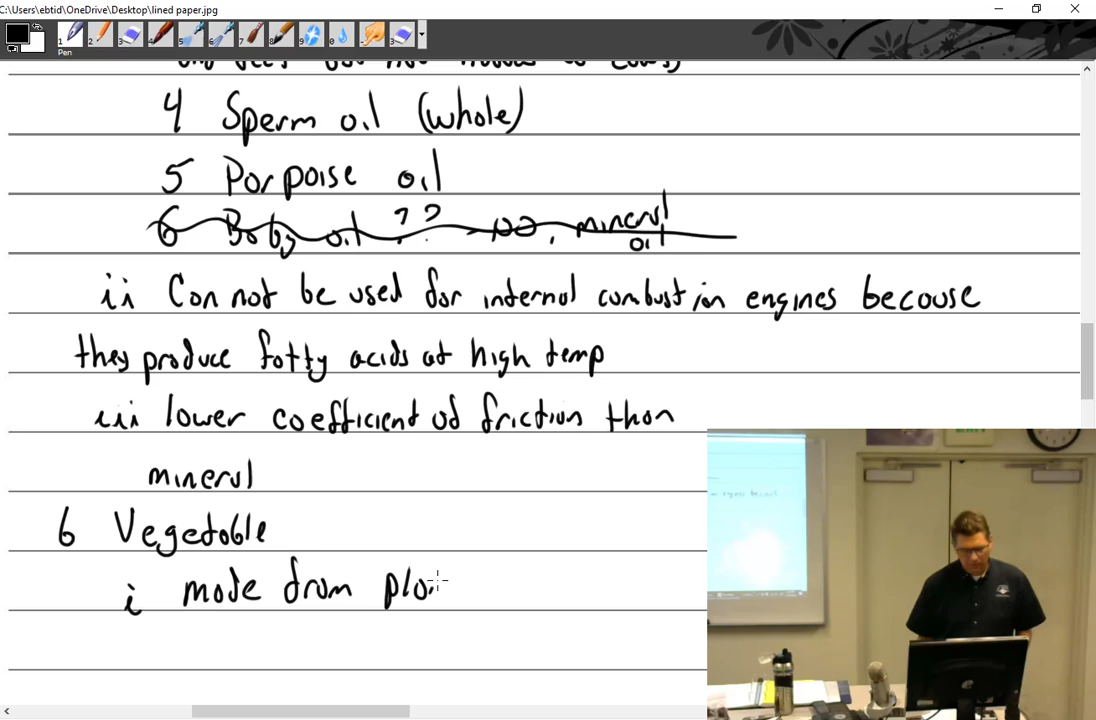 C:\Users\ebtid\OneDrive\Desktop\lined paper.jpg
Pen
4 Sperm oil (whole)
5 Porpoise oil
6 Baby oil ?? - no, mineral
oil
ii Can not be used for internal combustion engines because
they produce fatty acids at high temp
iii lower coefficient of friction than
mineral
6 Vegetable
i made from pla